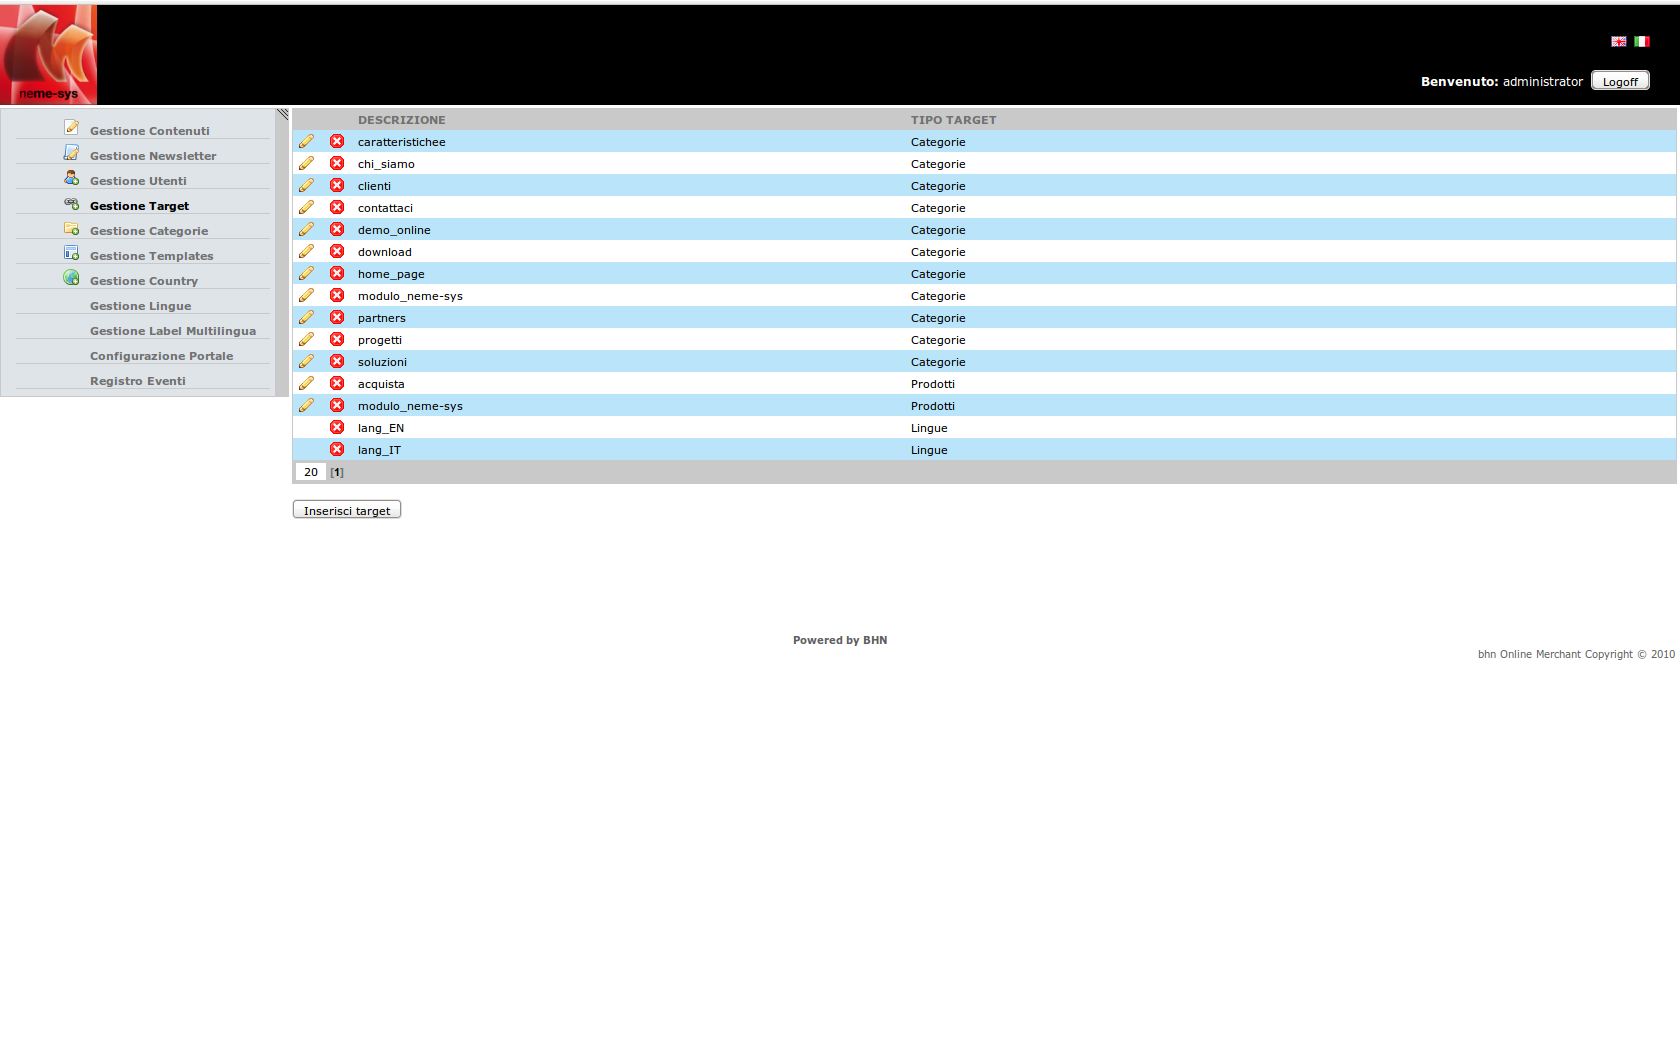 neme-sys
Benvenuto: administrator Logoff
Gestione Contenuti
Gestione Newsletter
Gestione Utenti
Gestione Target
Gestione Categorie
Gestione Templates
Gestione Country
Gestione Lingue
Gestione Label Multilingua
Configurazione Portale
Registro Eventi
DESCRIZIONE TIPO TARGET
caratteristichee Categorie
chi_siamo Categorie
clienti Categorie
contattaci Categorie
demo_online Categorie
download Categorie
home_page Categorie
modulo_neme-sys Categorie
partners Categorie
progetti Categorie
soluzioni Categorie
acquista Prodotti
modulo_neme-sys Prodotti
lang_EN Lingue
lang_IT Lingue
20 [1]
Inserisci target
Powered by BHN
bhn Online Merchant Copyright © 2010